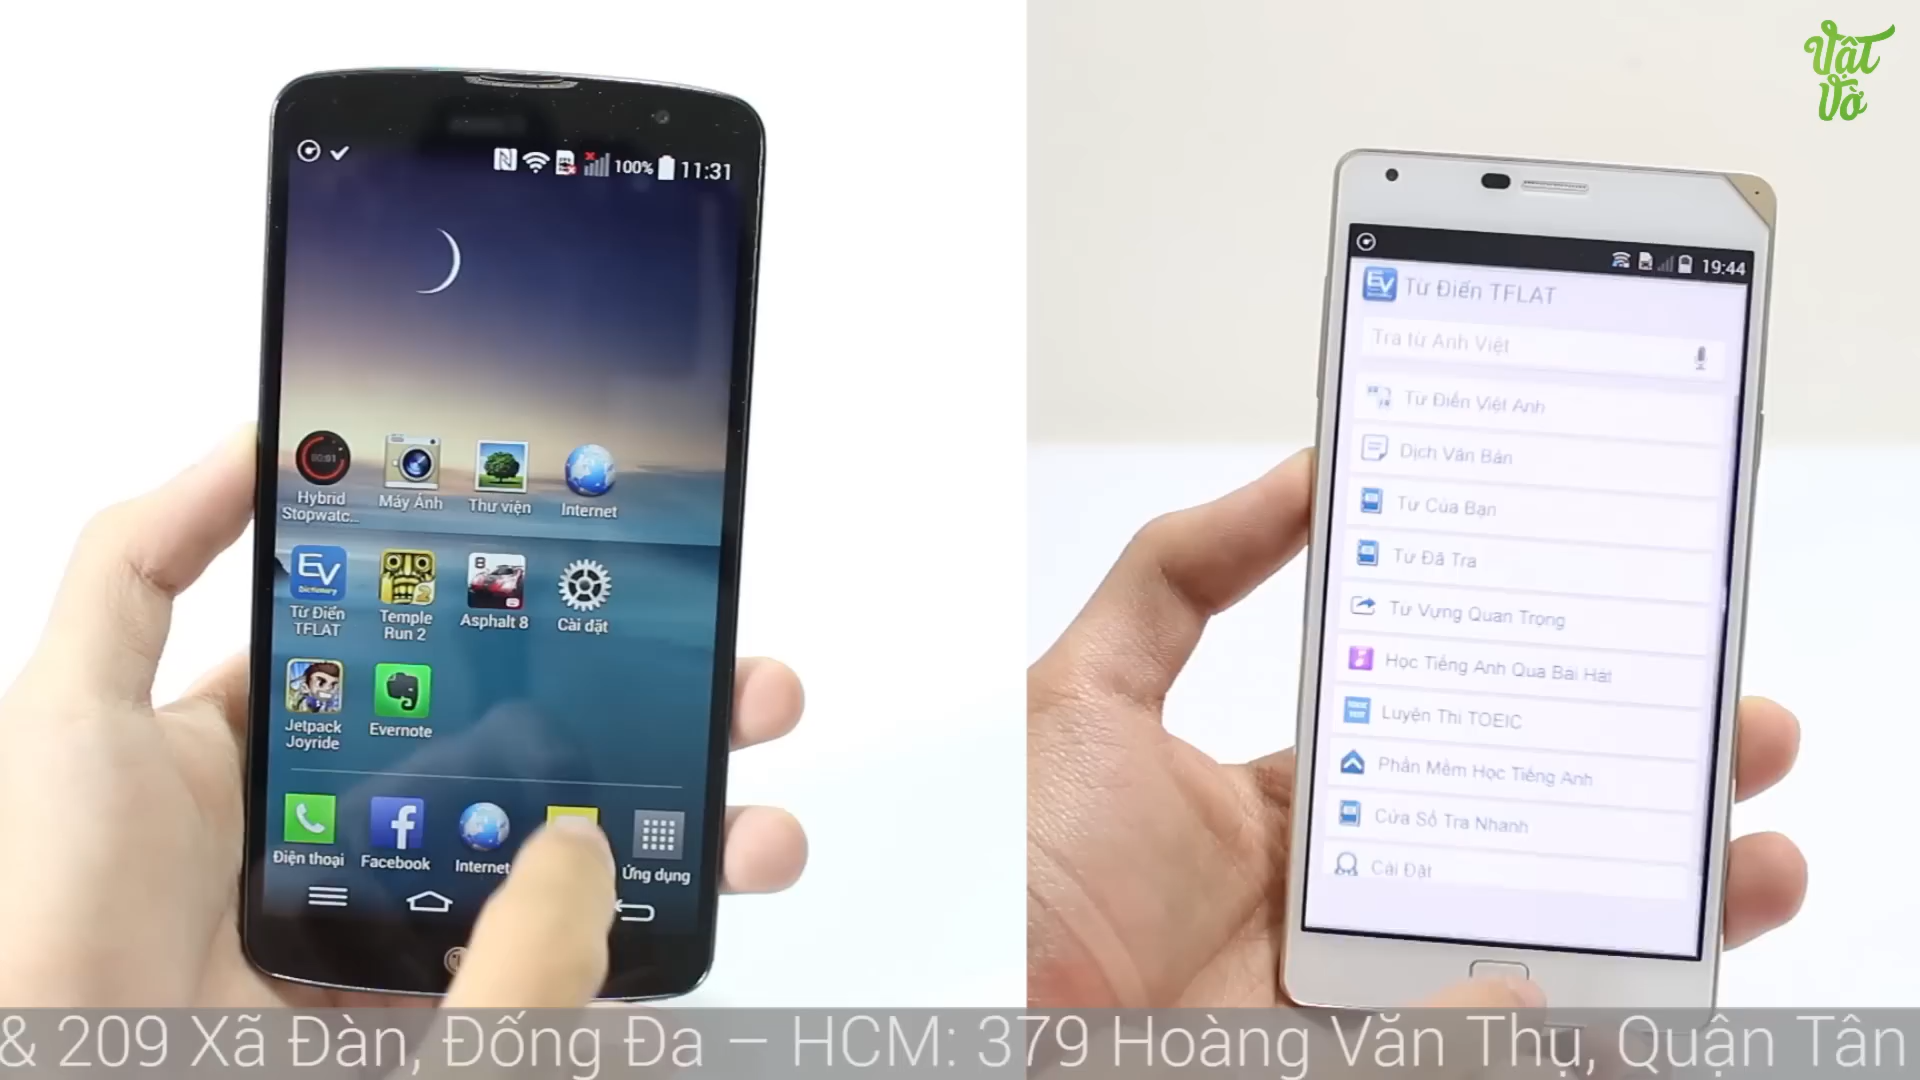 Vật
Vờ
100% 11:31
Hybrid
Stopwatc...
Máy Ảnh
Thư viện
Internet
EV
Dictionary
Từ Điển
TFLAT
Temple
Run 2
Asphalt 8
Cài đặt
Jetpack
Joyride
Evernote
Điện thoại
Facebook
Internet
Ứng dụng
19:44
EV
Từ Điển TFLAT
Tra từ Anh Việt
Từ Điển Việt Anh
Dịch Văn Bản
Từ Của Bạn
Từ Đã Tra
Từ Vựng Quan Trọng
Học Tiếng Anh Qua Bài Hát
Luyện Thi TOEIC
Phần Mềm Học Tiếng Anh
Cửa Sổ Tra Nhanh
Cài Đặt
& 209 Xã Đàn, Đống Đa – HCM: 379 Hoàng Văn Thụ, Quận Tân